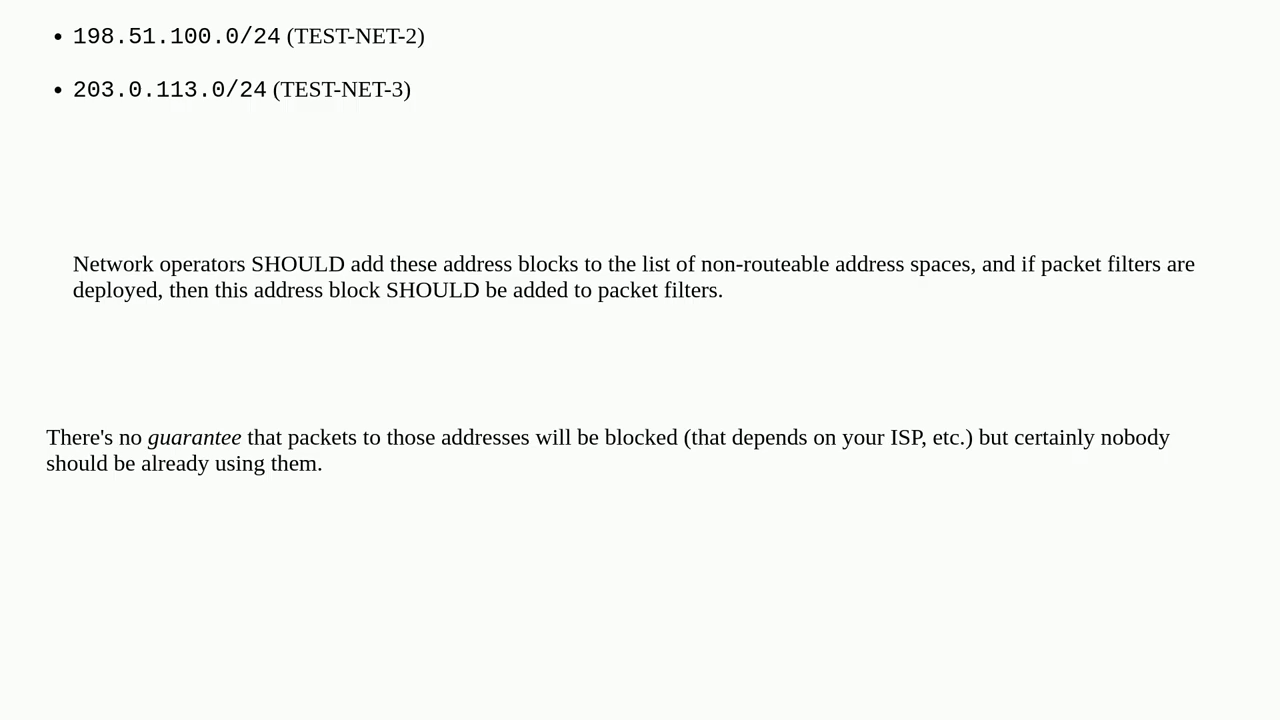 • 198.51.100.0/24 (TEST-NET-2)
• 203.0.113.0/24 (TEST-NET-3)
Network operators SHOULD add these address blocks to the list of non-routeable address spaces, and if packet filters are
deployed, then this address block SHOULD be added to packet filters.
There's no guarantee that packets to those addresses will be blocked (that depends on your ISP, etc.) but certainly nobody
should be already using them.